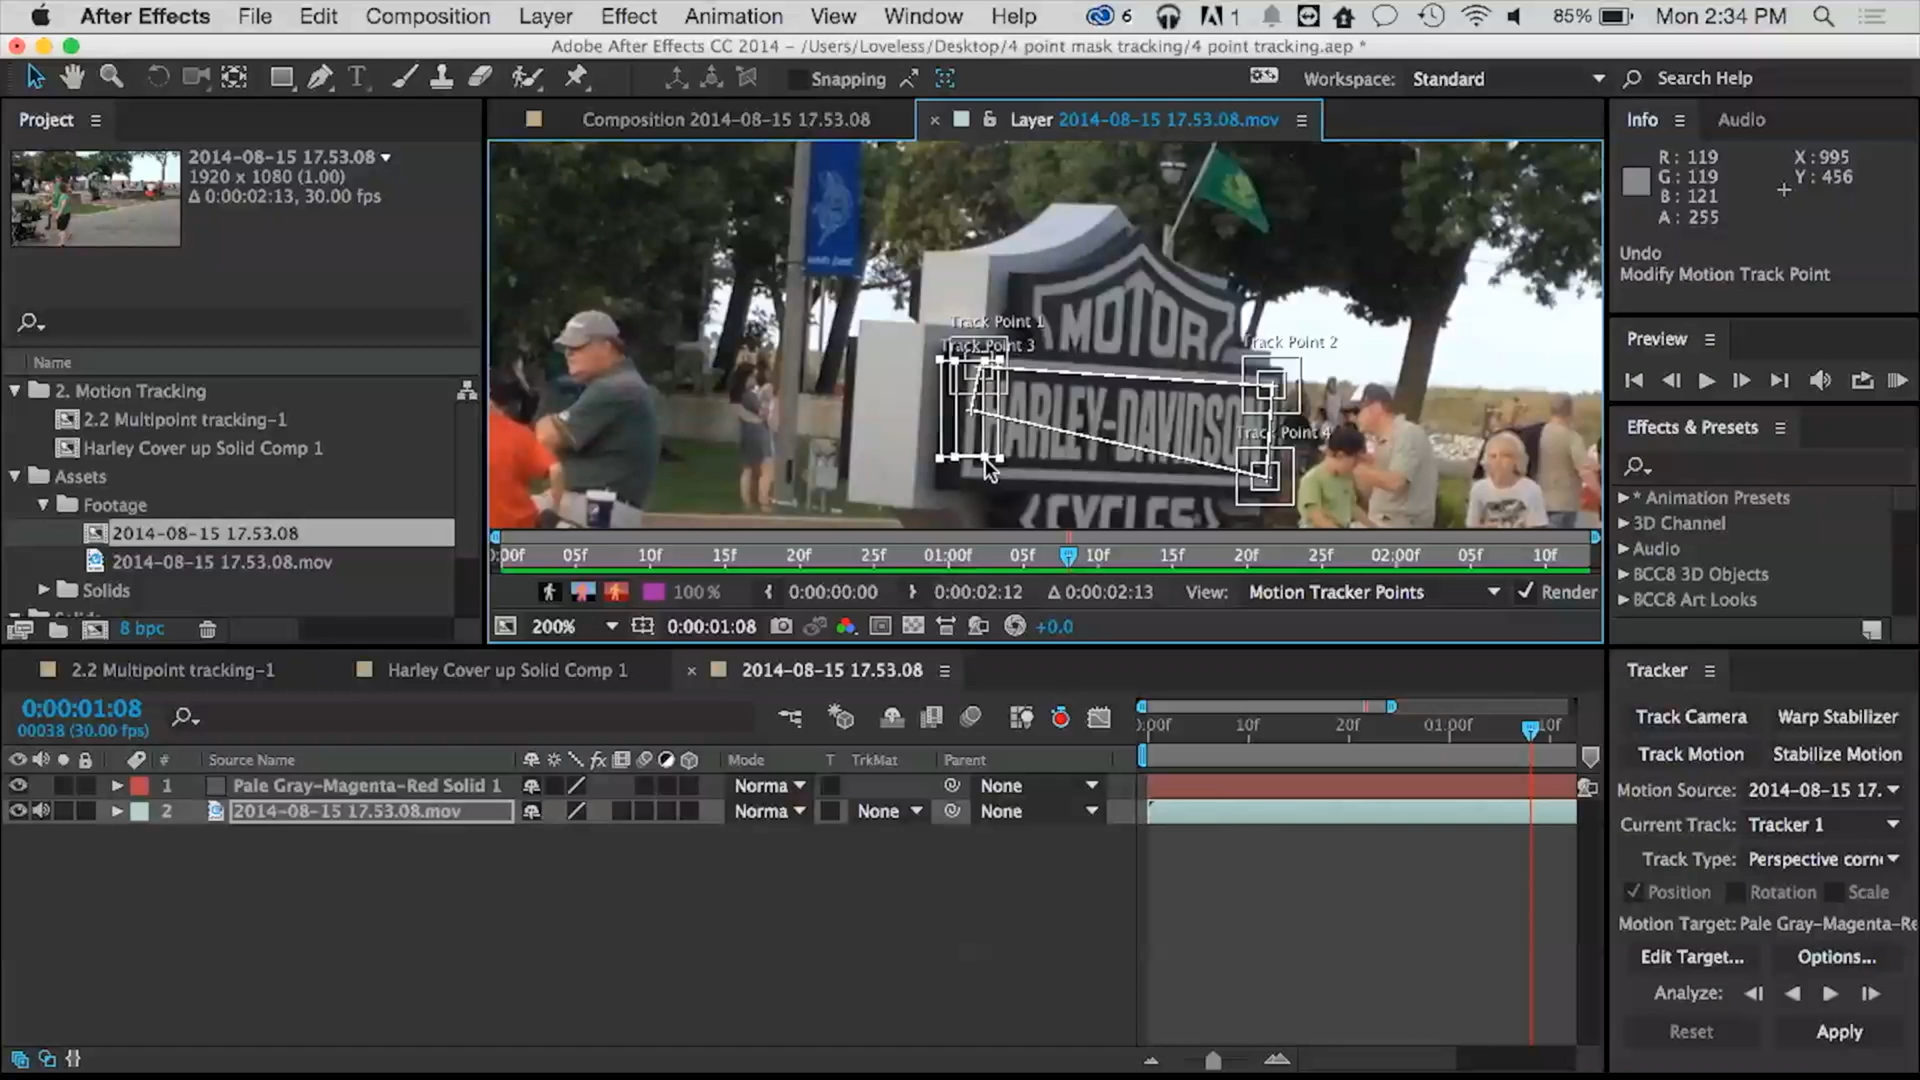 After Effects File Edit Composition Layer Effect Animation View Window Help 6 1 85% Mon 2:34 PM
Adobe After Effects CC 2014 - /Users/Loveless/Desktop/4 point mask tracking/4 point tracking.aep *
Snapping Workspace: Standard Search Help
Project
Composition 2014-08-15 17.53.08
Layer 2014-08-15 17.53.08.mov
Info Audio
2014-08-15 17.53.08
1920 x 1080 (1.00)
Δ 0:00:02:13, 30.00 fps
R: 119 X: 995
G: 119 Y: 456
B: 121
A: 255
Undo
Modify Motion Track Point
MOTOR
ARLEY-DAVIDSON
CYCLES
Track Point 1
Track Point 3
Track Point 2
Track Point 4
Preview
Name
2. Motion Tracking
2.2 Multipoint tracking-1
Harley Cover up Solid Comp 1
Assets
Footage
2014-08-15 17.53.08
2014-08-15 17.53.08.mov
Solids
8 bpc
Effects & Presets
* Animation Presets
3D Channel
Audio
BCC8 3D Objects
BCC8 Art Looks
:00f 05f 10f 15f 20f 25f 01:00f 05f 10f 15f 20f 25f 02:00f 05f 10f
100% 0:00:00:00 0:00:02:12 Δ 0:00:02:13 View: Motion Tracker Points Render
200% 0:00:01:08 +0.0
2.2 Multipoint tracking-1 Harley Cover up Solid Comp 1 2014-08-15 17.53.08
0:00:01:08
00038 (30.00 fps)
:00f 10f 20f 01:00f 10f
# Source Name Mode T TrkMat Parent
1 Pale Gray-Magenta-Red Solid 1 Norma None
2 2014-08-15 17.53.08.mov Norma None None
Tracker
Track Camera Warp Stabilizer
Track Motion Stabilize Motion
Motion Source: 2014-08-15 17.
Current Track: Tracker 1
Track Type: Perspective corn
Position Rotation Scale
Motion Target: Pale Gray-Magenta-Re
Edit Target... Options...
Analyze:
Reset Apply